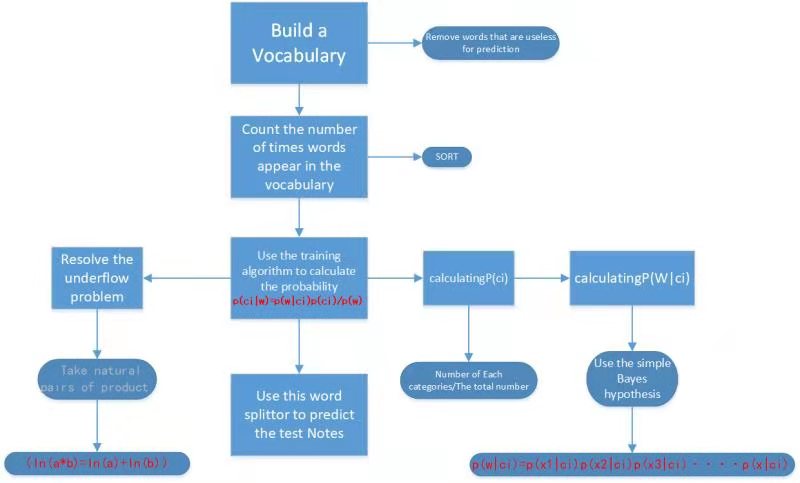 Build a
Vocabulary
Remove words that are useless
for prediction
Count the number
of times words
appear in the
vocabulary
SORT
Resolve the
underflow
problem
Use the training
algorithm to calculate
the probability
p(ci|w)=p(w|ci)p(ci)/p(w)
calculatingP(ci)
calculatingP(W|ci)
Take natural
pairs of product
Use this word
splittor to predict
the test Notes
Number of Each
categories/The total number
Use the simple
Bayes
hypothesis
(ln(a*b)=ln(a)+ln(b))
p(w|ci)=p(x1|ci)p(x2|ci)p(x3|ci)····p(x|ci)